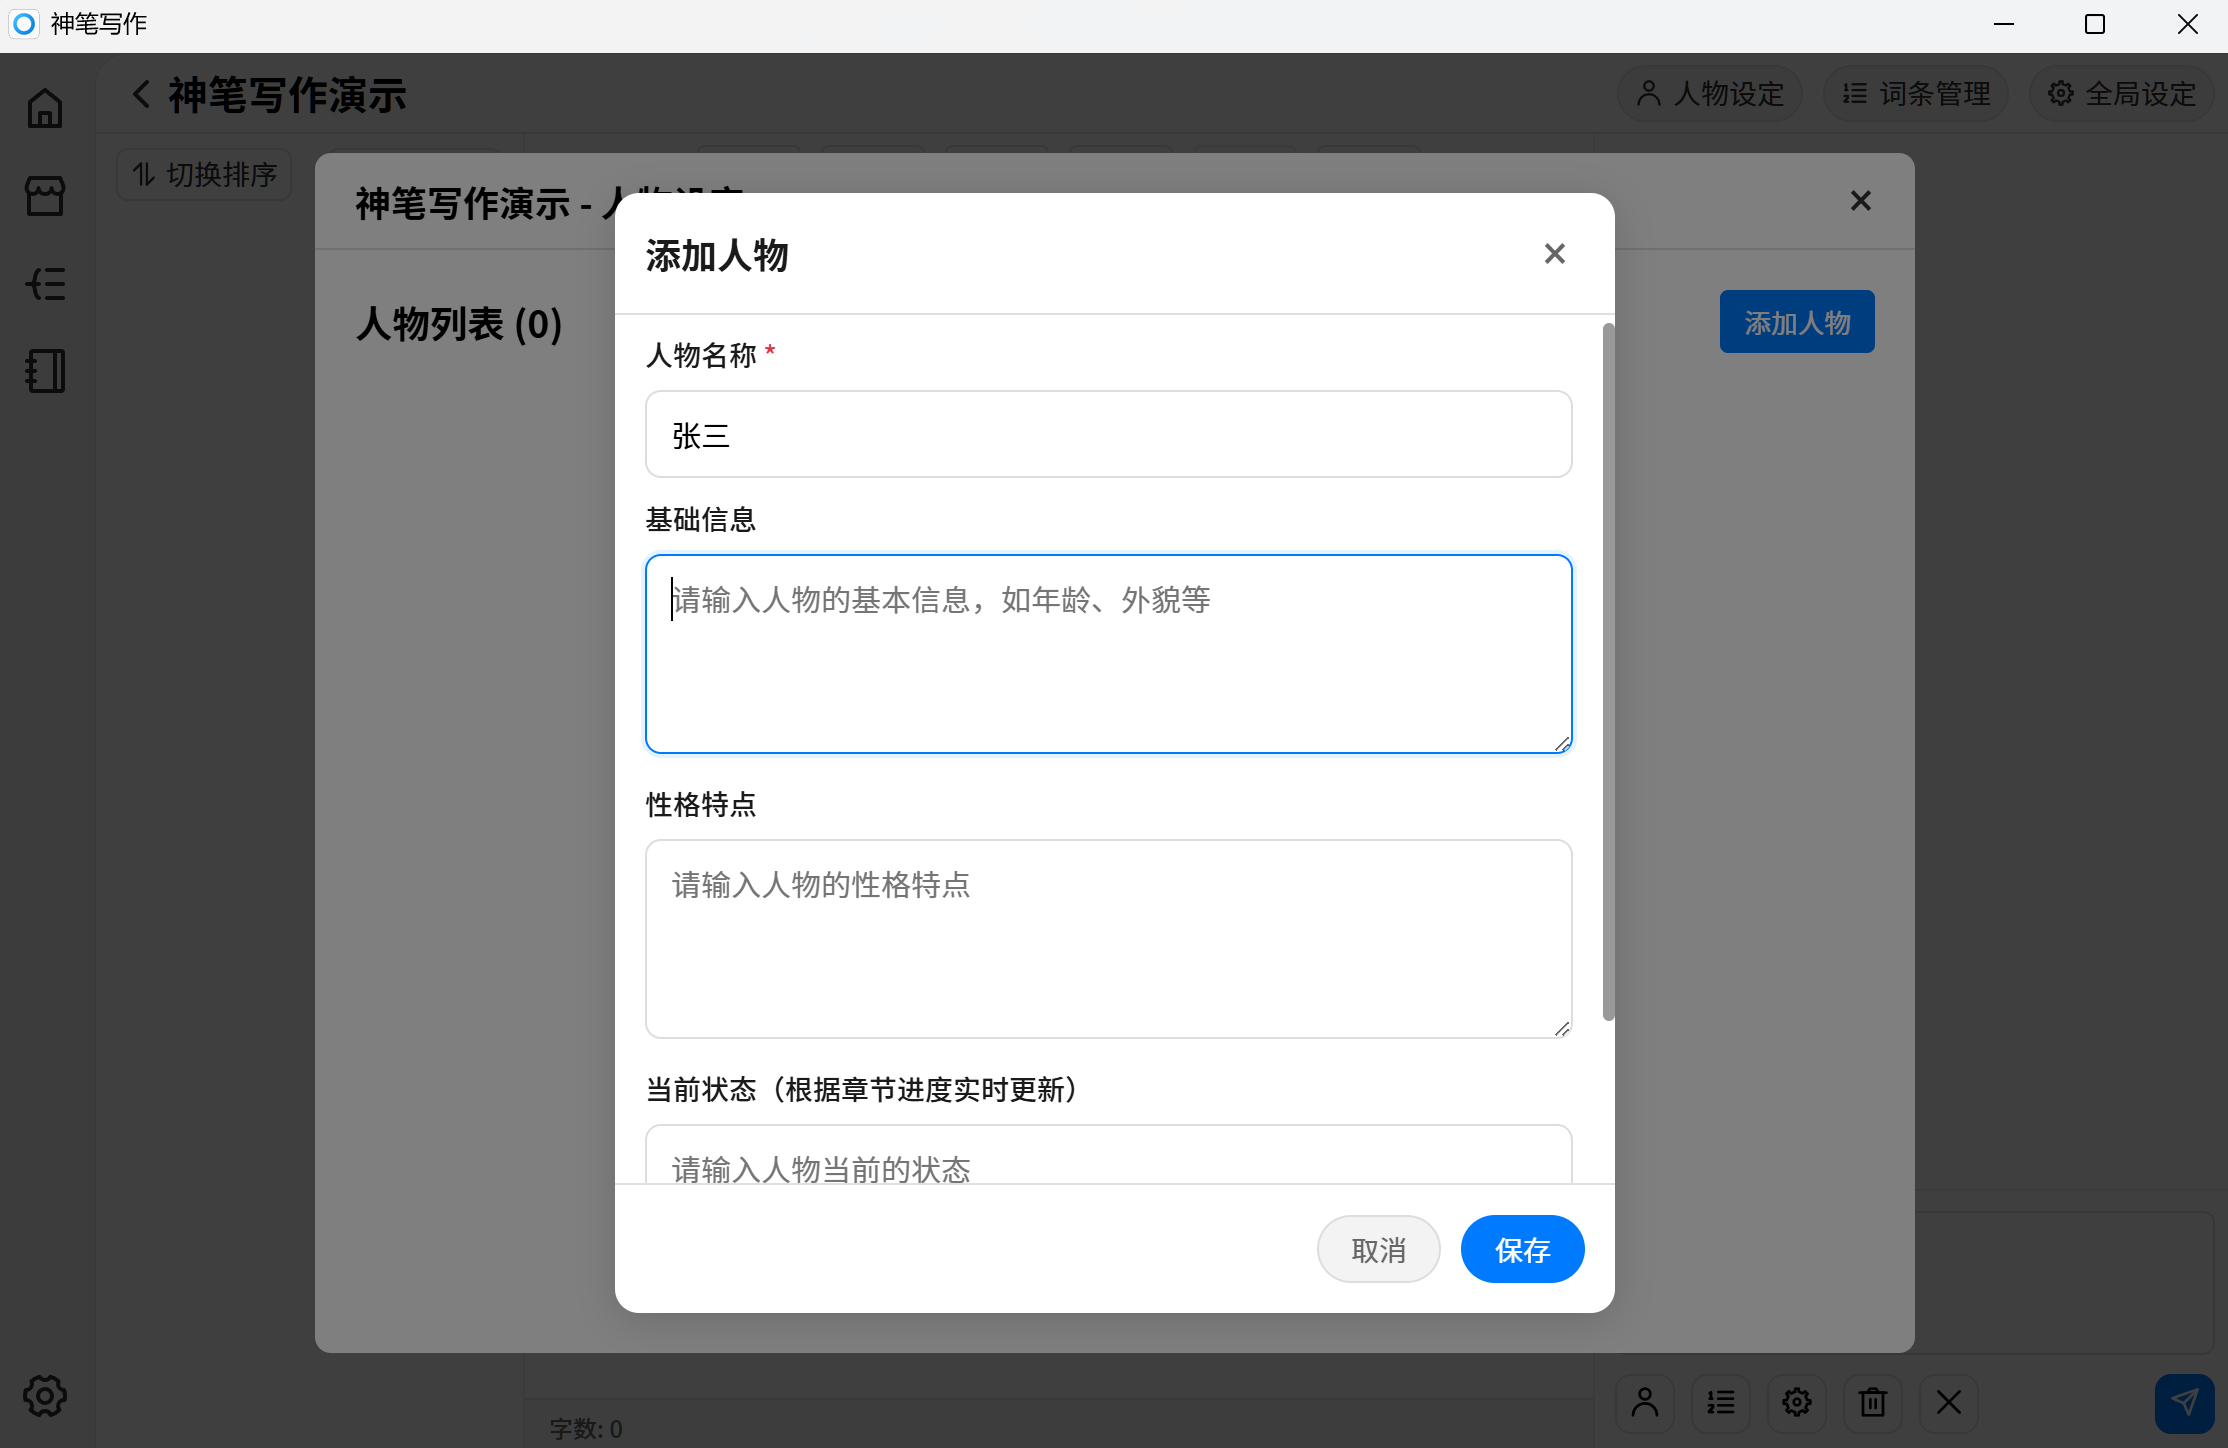 神笔写作
神笔写作演示
人物设定
词条管理
全局设定
切换排序
神笔写作演示 - 人物设定
添加人物
人物列表 (0)
添加人物
人物名称 *
张三
基础信息
请输入人物的基本信息，如年龄、外貌等
性格特点
请输入人物的性格特点
当前状态（根据章节进度实时更新）
请输入人物当前的状态
取消
保存
字数: 0